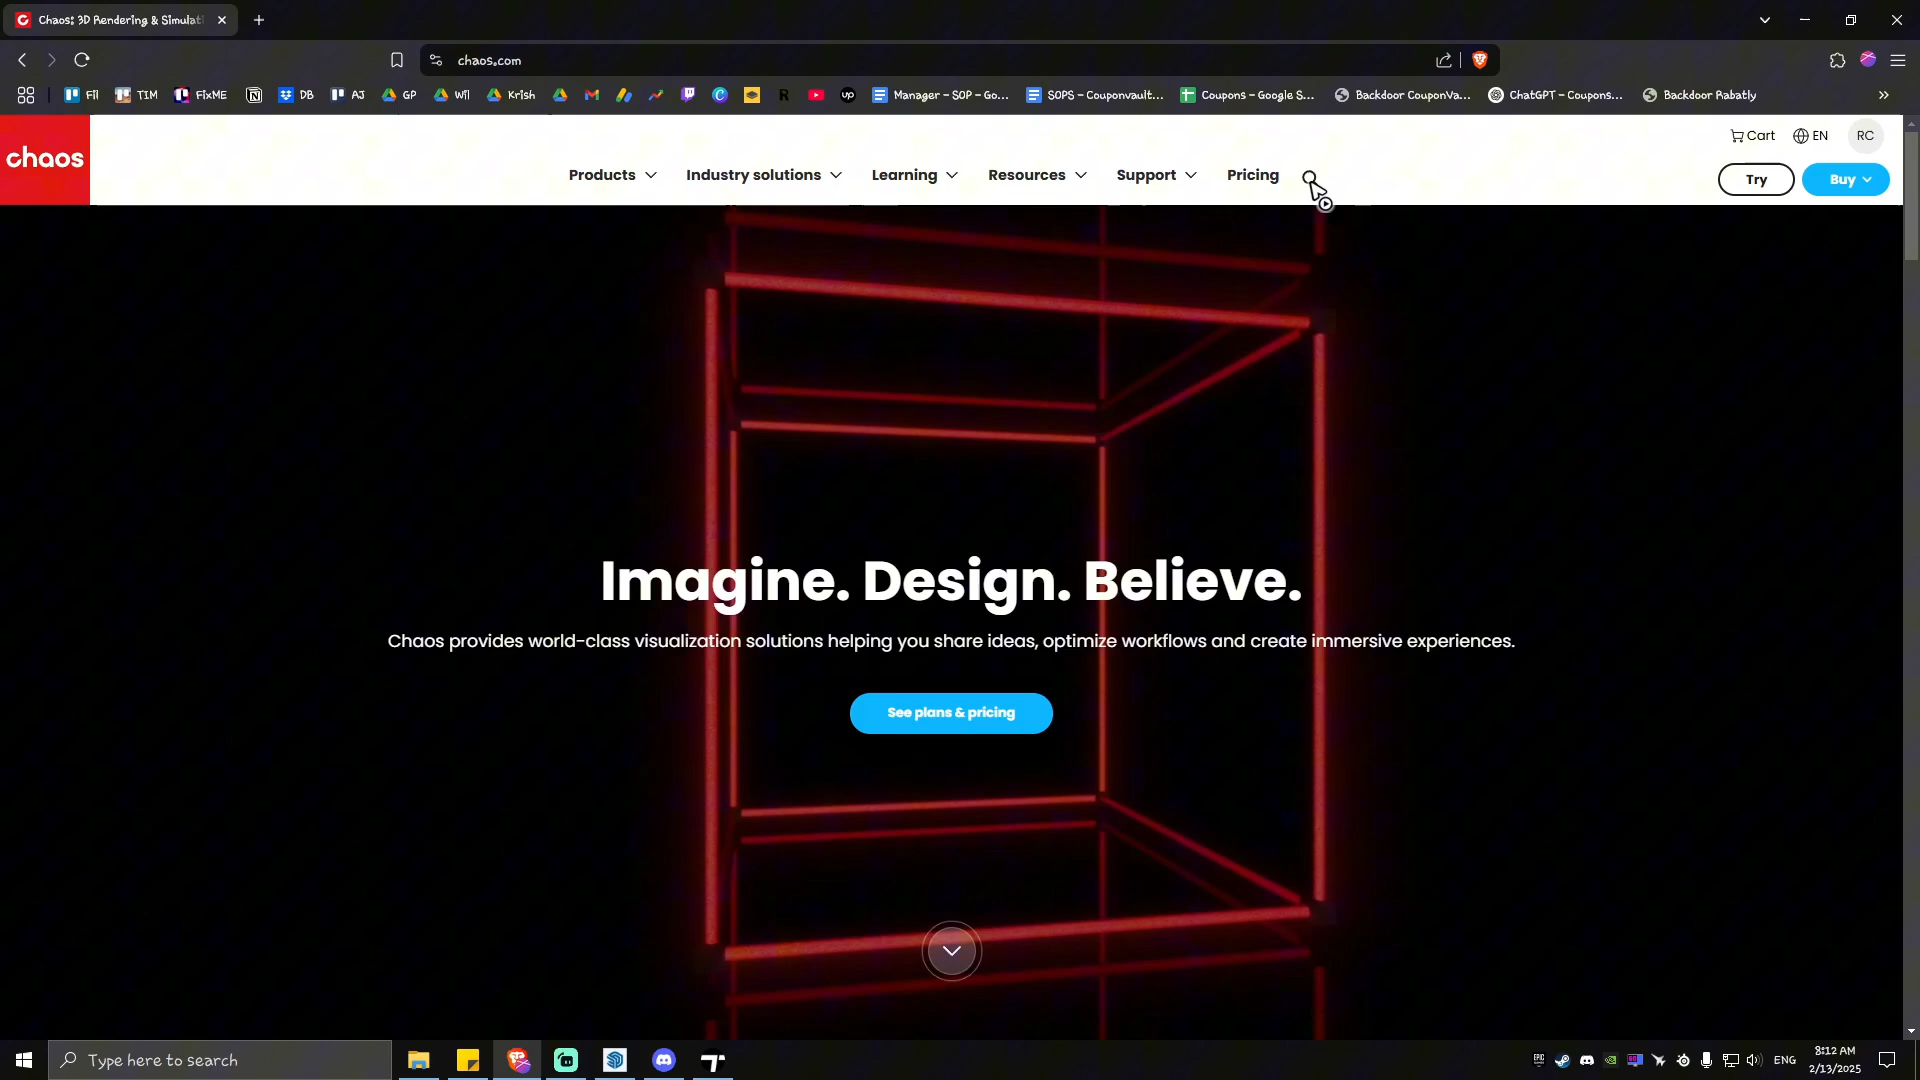 Chaos: 3D Rendering & Simulati
chaos.com
Fil
TIM
FixME
DB
AJ
GP
Wil
Krish
Manager - SOP - Go...
SOPS - Couponvault...
Coupons - Google S...
Backdoor CouponVa...
ChatGPT - Coupons...
Backdoor Rabatly
chaos
Cart
EN
RC
Products
Industry solutions
Learning
Resources
Support
Pricing
Try
Buy
Imagine. Design. Believe.
Chaos provides world-class visualization solutions helping you share ideas, optimize workflows and create immersive experiences.
See plans & pricing
Type here to search
ENG
8:12 AM
2/13/2025